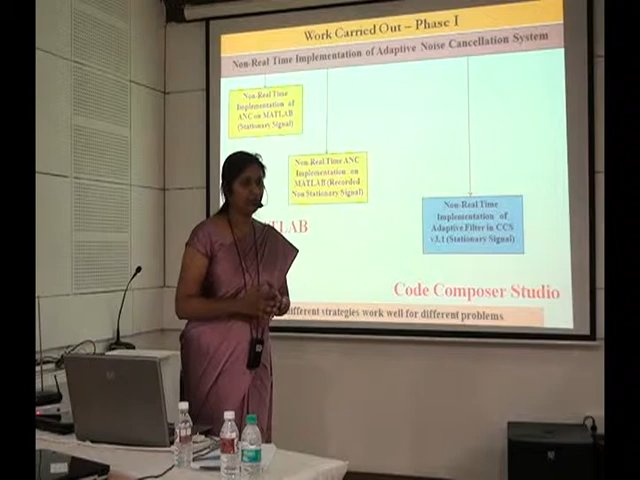 Work Carried Out – Phase I
Non-Real Time Implementation of Adaptive Noise Cancellation System
Non-Real Time
Implementation of
ANC on MATLAB
(Stationary Signal)
Non-Real Time ANC
Implementation on
MATLAB (Recorded
Non Stationary Signal)
Non-Real Time
Implementation of
Adaptive Filter in CCS
v3.1 (Stationary Signal)
LAB
Code Composer Studio
different strategies work well for different problems